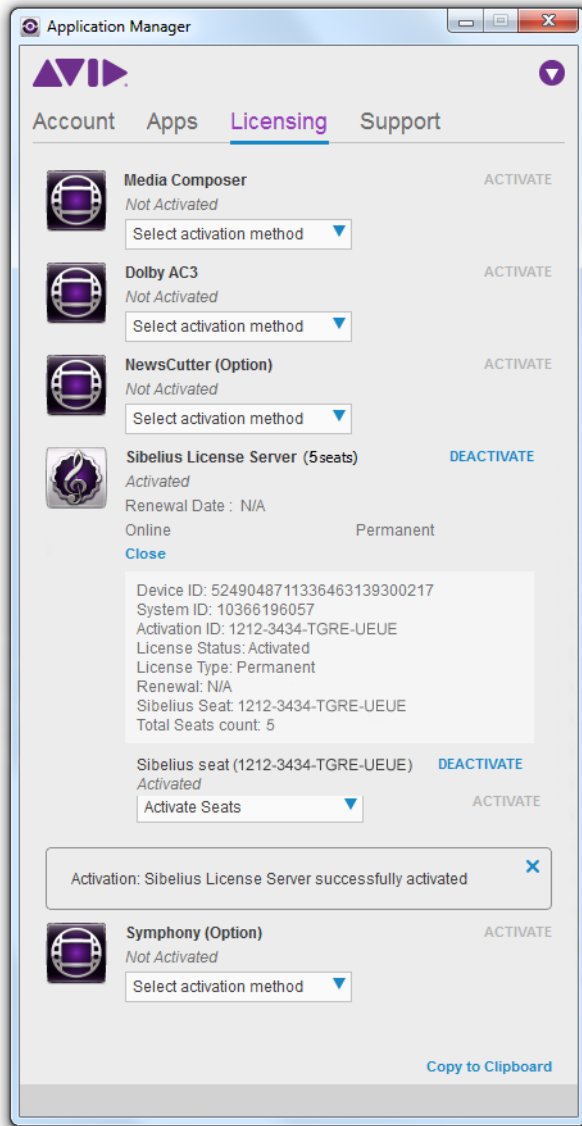 Application Manager
AVID
Account Apps Licensing Support
Media Composer ACTIVATE
Not Activated
Select activation method
Dolby AC3 ACTIVATE
Not Activated
Select activation method
NewsCutter (Option) ACTIVATE
Not Activated
Select activation method
Sibelius License Server (5 seats) DEACTIVATE
Activated
Renewal Date : N/A
Online Permanent
Close
Device ID: 5249048711336463139300217
System ID: 10366196057
Activation ID: 1212-3434-TGRE-UEUE
License Status: Activated
License Type: Permanent
Renewal: N/A
Sibelius Seat: 1212-3434-TGRE-UEUE
Total Seats count: 5
Sibelius seat (1212-3434-TGRE-UEUE) DEACTIVATE
Activated
Activate Seats ACTIVATE
Activation: Sibelius License Server successfully activated
Symphony (Option) ACTIVATE
Not Activated
Select activation method
Copy to Clipboard